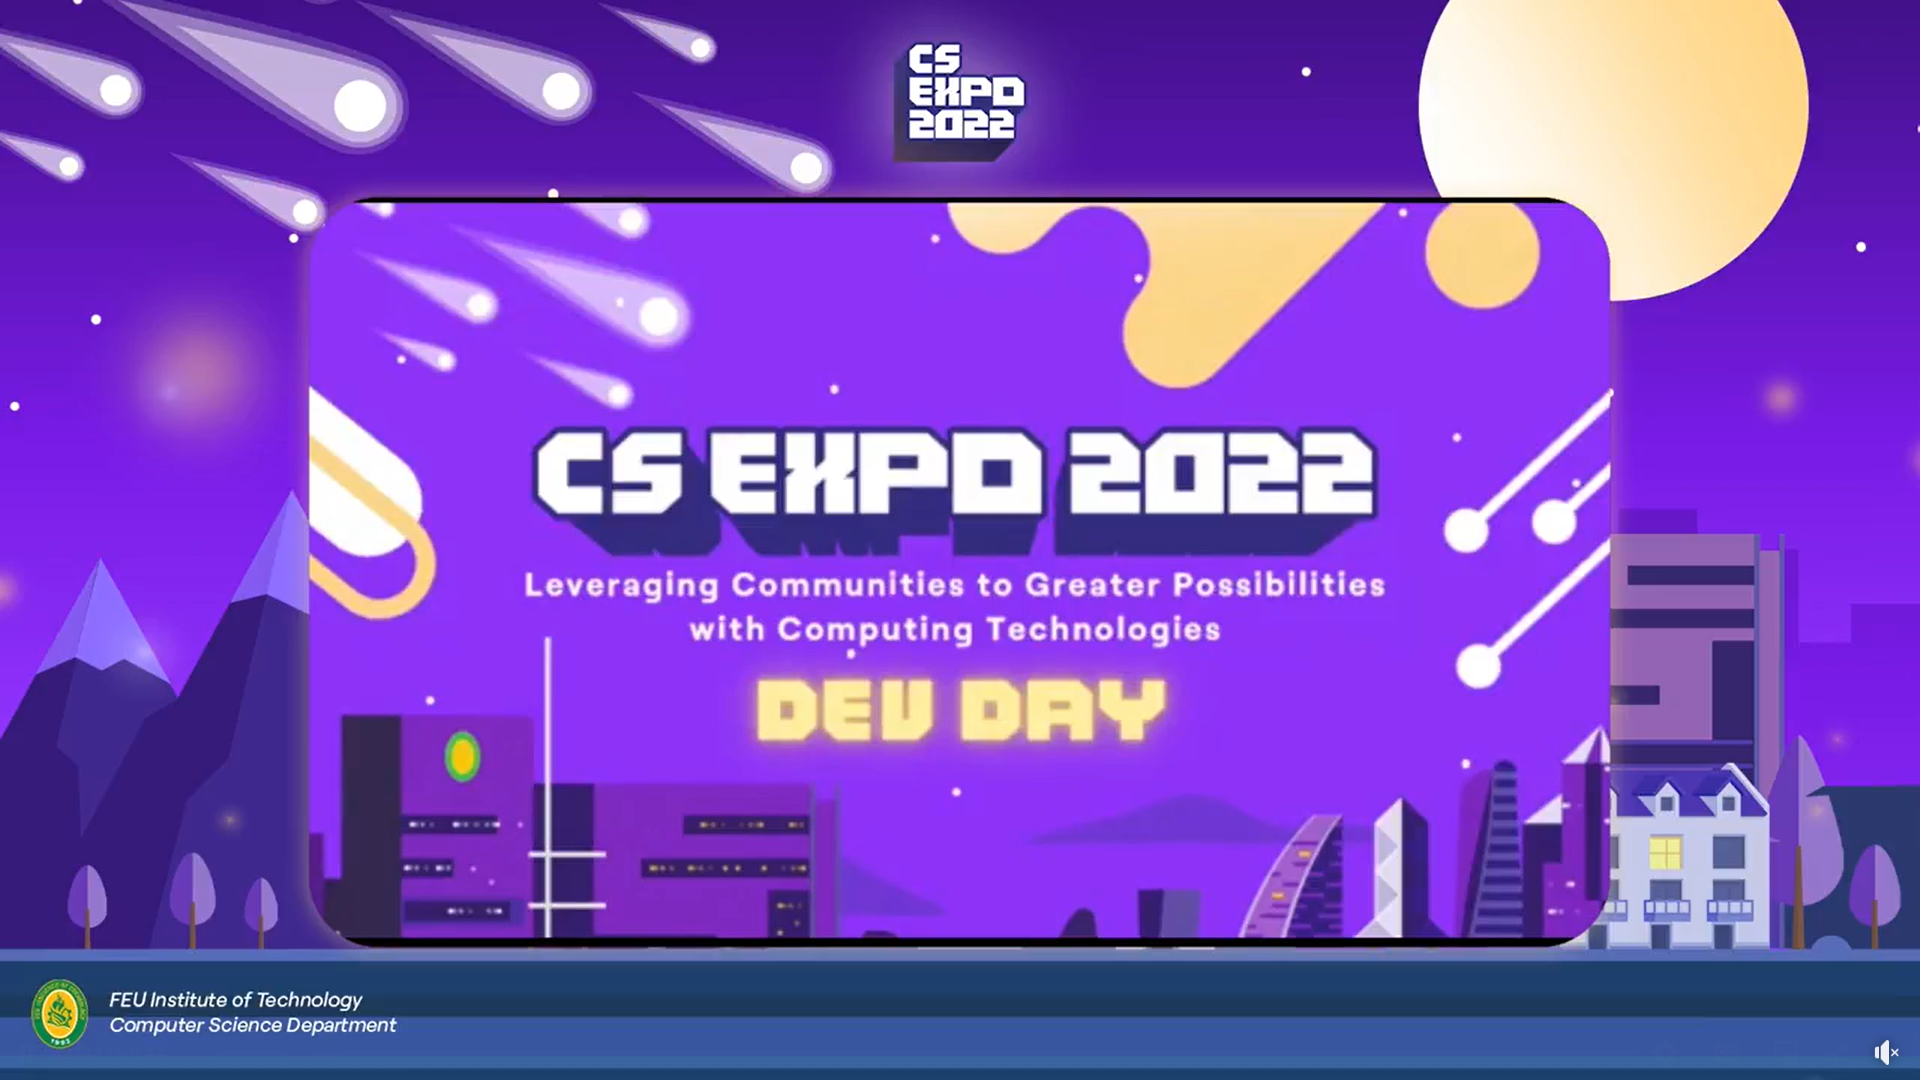 CS
EXPO
2022
CS EXPO 2022
Leveraging Communities to Greater Possibilities
with Computing Technologies
DEV DAY
FEU Institute of Technology
Computer Science Department